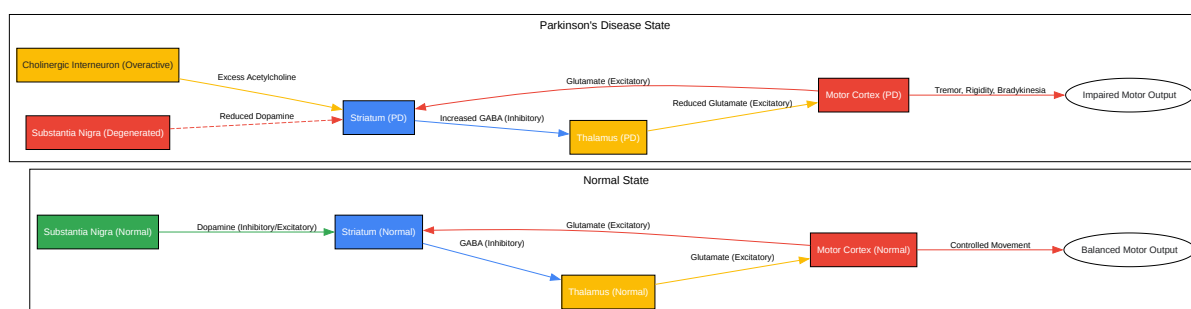 Parkinson's Disease State
Cholinergic Interneuron (Overactive)
Excess Acetylcholine
Glutamate (Excitatory)
Motor Cortex (PD)
Tremor, Rigidity, Bradykinesia
Impaired Motor Output
Substantia Nigra (Degenerated)
Reduced Dopamine
Striatum (PD)
Increased GABA (Inhibitory)
Thalamus (PD)
Reduced Glutamate (Excitatory)
Normal State
Substantia Nigra (Normal)
Dopamine (Inhibitory/Excitatory)
Striatum (Normal)
Glutamate (Excitatory)
GABA (Inhibitory)
Thalamus (Normal)
Glutamate (Excitatory)
Motor Cortex (Normal)
Controlled Movement
Balanced Motor Output